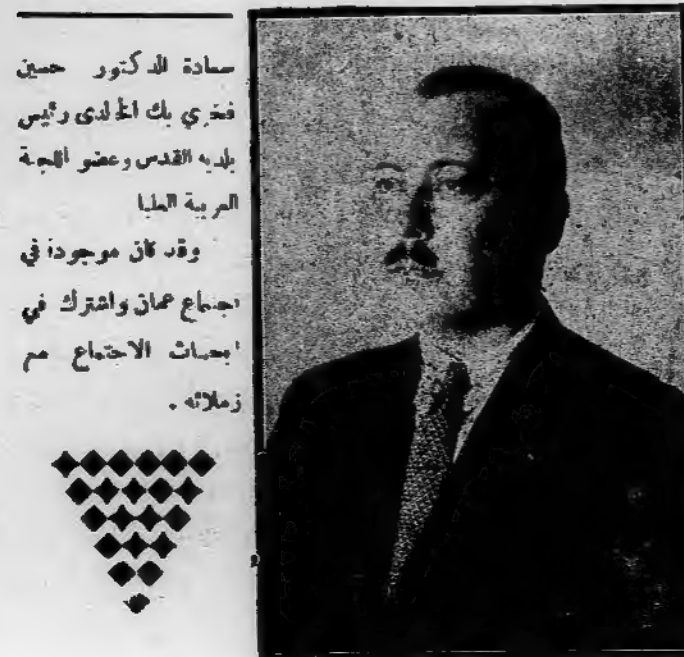 سعادة الدكتور حسين
فخري بك الخالدى رئيس
بلديه القدس وعضو اللجنة
العربية العليا
وقد كان موجودا في
اجتماع عمان واشترك في
ابحاث الاجتماع مع
زملائه .